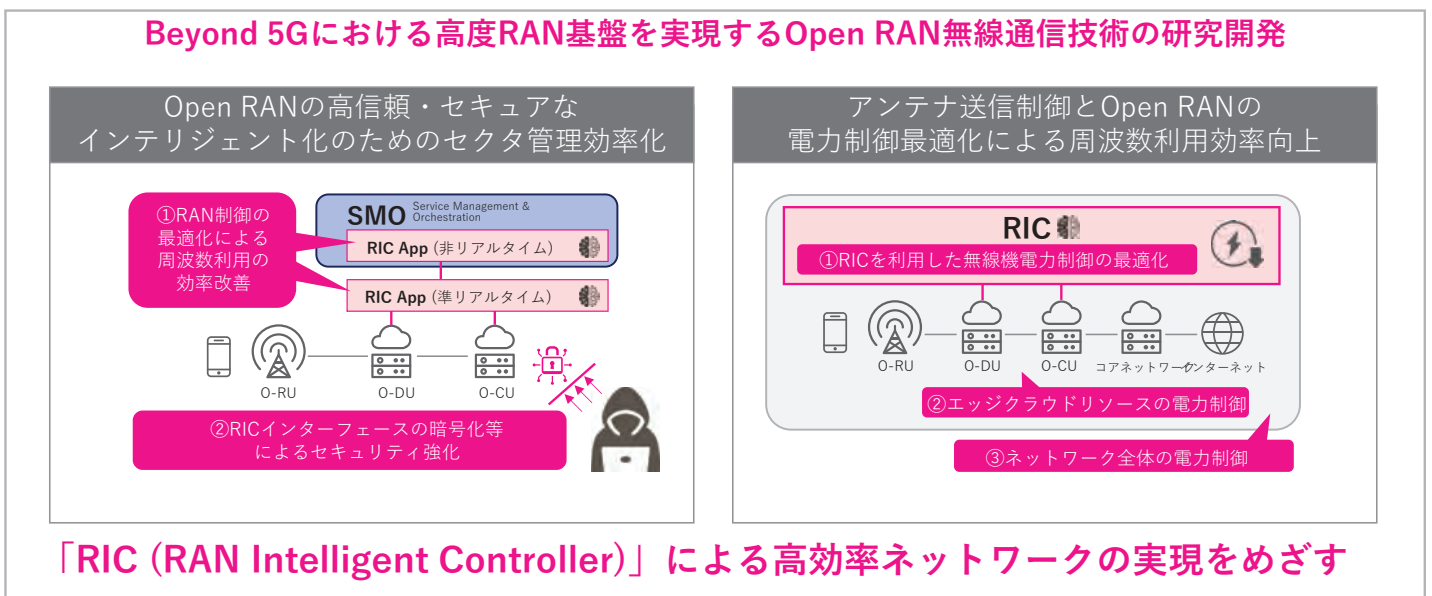 Beyond 5Gにおける高度RAN基盤を実現するOpen RAN無線通信技術の研究開発
Open RANの高信頼・セキュアな
インテリジェント化のためのセクタ管理効率化
①RAN制御の
最適化による
周波数利用の
効率改善
SMO Service Management &
Orchestration
RIC App (非リアルタイム)
RIC App (準リアルタイム)
O-RU
O-DU
O-CU
②RICインターフェースの暗号化等
によるセキュリティ強化
アンテナ送信制御とOpen RANの
電力制御最適化による周波数利用効率向上
RIC
①RICを利用した無線機電力制御の最適化
O-RU
O-DU
O-CU
コアネットワーク
インターネット
②エッジクラウドリソースの電力制御
③ネットワーク全体の電力制御
「RIC (RAN Intelligent Controller)」による高効率ネットワークの実現をめざす